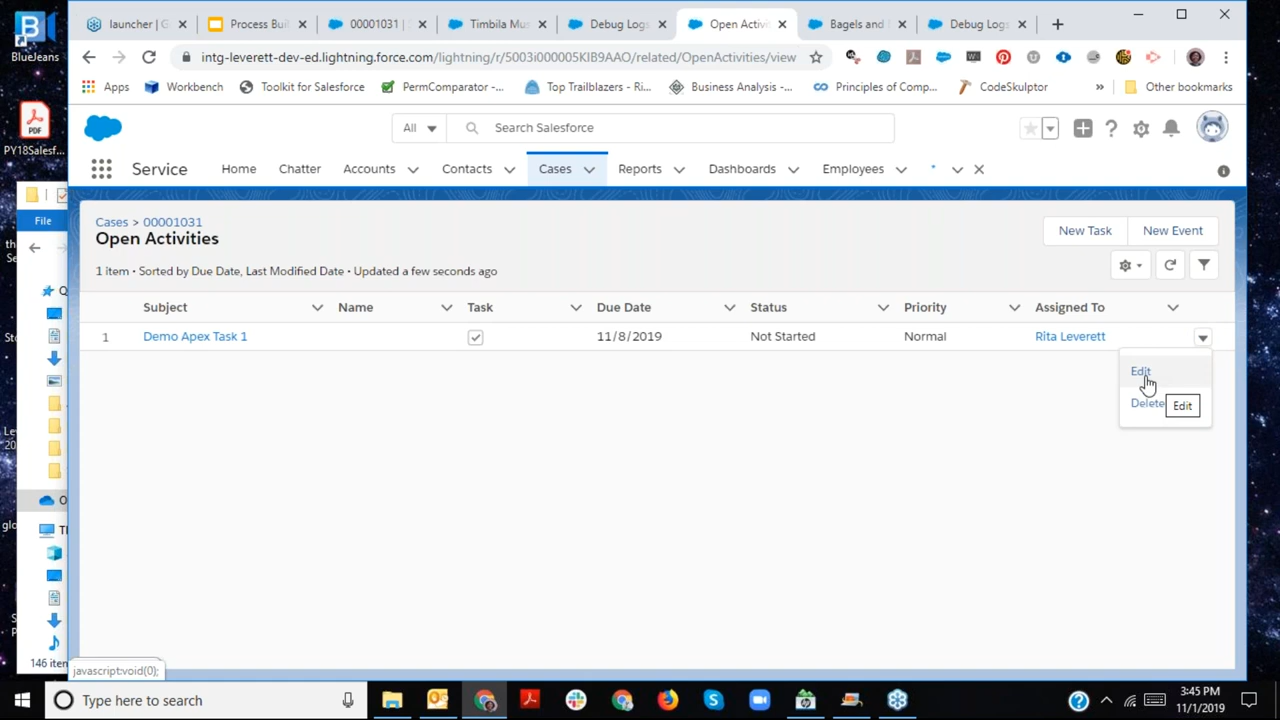 BlueJeans
PDF
PY18Salesf...
launcher | G
Process Buil
00001031 |
Timbila Mus
Debug Logs
Open Activi
Bagels and
Debug Logs
intg-leverett-dev-ed.lightning.force.com/lightning/r/5003i000005KIB9AAO/related/OpenActivities/view
Apps
Workbench
Toolkit for Salesforce
PermComparator -...
Top Trailblazers - Ri...
Business Analysis -...
Principles of Comp...
CodeSkulptor
»
Other bookmarks
All
Search Salesforce
Service
Home
Chatter
Accounts
Contacts
Cases
Reports
Dashboards
Employees
*
File
Cases > 00001031
Open Activities
New Task
New Event
1 item • Sorted by Due Date, Last Modified Date • Updated a few seconds ago
Subject
Name
Task
Due Date
Status
Priority
Assigned To
1
Demo Apex Task 1
11/8/2019
Not Started
Normal
Rita Leverett
Edit
Delete
Edit
146 iten
javascript:void(0);
Type here to search
3:45 PM
11/1/2019